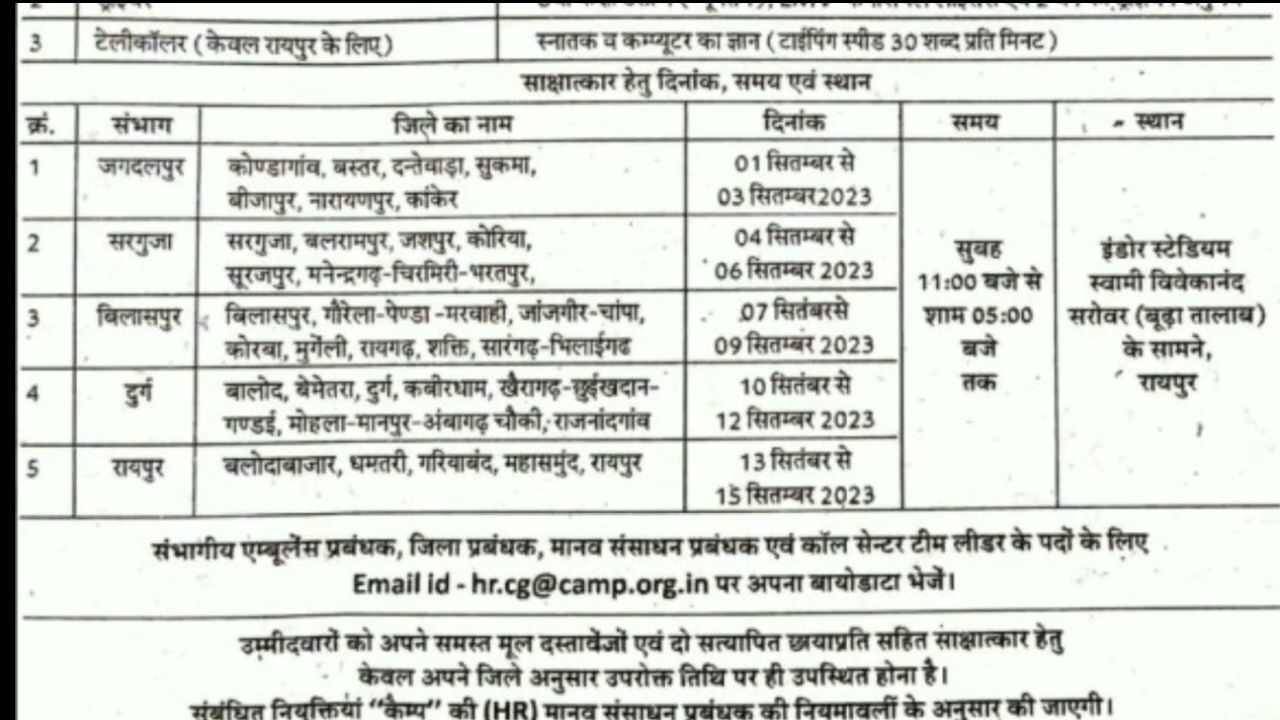 3 टेलीकॉलर (केवल रायपुर के लिए) स्नातक व कम्प्यूटर का ज्ञान (टाईपिंग स्पीड 30 शब्द प्रति मिनट)
साक्षात्कार हेतु दिनांक, समय एवं स्थान
क्रं. संभाग जिले का नाम दिनांक समय स्थान
1 जगदलपुर कोण्डागांव, बस्तर, दन्तेवाड़ा, सुकमा, 01 सितम्बर से
बीजापुर, नारायणपुर, कांकेर 03 सितम्बर2023
2 सरगुजा सरगुजा, बलरामपुर, जशपुर, कोरिया, 04 सितम्बर से
सूरजपुर, मनेन्द्रगढ़-चिरमिरी-भरतपुर, 06 सितम्बर 2023
3 बिलासपुर बिलासपुर, गौरेला-पेण्डा -मरवाही, जांजगीर-चांपा, 07 सितंबरसे
कोरबा, मुगेंली, रायगढ़, शक्ति, सारंगढ़-भिलाईगढ 09 सितम्बर 2023
4 दुर्ग बालोद, बेमेतरा, दुर्ग, कबीरधाम, खैरागढ़-छुईखदान- 10 सितंबर से
गण्डई, मोहला-मानपुर-अंबागढ़ चौकी, राजनांदगांव 12 सितम्बर 2023
5 रायपुर बलोदाबाजार, धमतरी, गरियाबंद, महासमुंद, रायपुर 13 सितंबर से
15 सितम्बर 2023
सुबह
11:00 बजे से
शाम 05:00
बजे
तक
इंडोर स्टेडियम
स्वामी विवेकानंद
सरोवर (बूढ़ा तालाब)
के सामने,
रायपुर
संभागीय एम्बूलेंस प्रबंधक, जिला प्रबंधक, मानव संसाधन प्रबंधक एवं कॉल सेन्टर टीम लीडर के पदों के लिए
Email id - hr.cg@camp.org.in पर अपना बायोडाटा भेजें।
उम्मीदवारों को अपने समस्त मूल दस्तावेंजों एवं दो सत्यापित छायाप्रति सहित साक्षात्कार हेतु
केवल अपने जिले अनुसार उपरोक्त तिथि पर ही उपस्थित होना है।
संबंधित नियुक्तियां "कैम्प" की (HR) मानव संसाधन प्रबंधक की नियमावलीं के अनुसार की जाएगी।